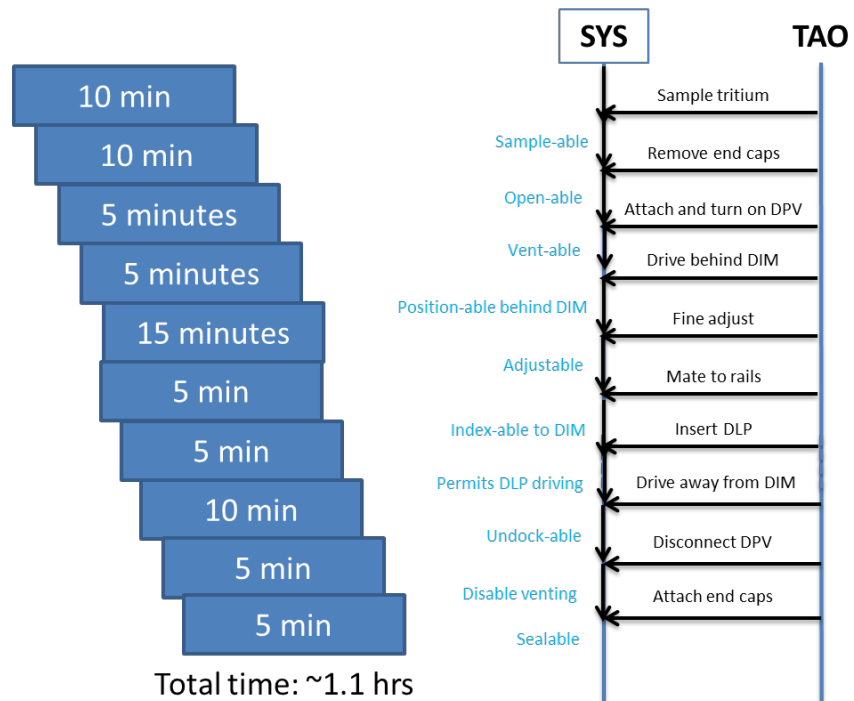 SYS
TAO
10 min
10 min
5 minutes
5 minutes
15 minutes
5 min
5 min
10 min
5 min
5 min
Total time: ~1.1 hrs
Sample tritium
Sample-able
Remove end caps
Open-able
Attach and turn on DPV
Vent-able
Drive behind DIM
Position-able behind DIM
Fine adjust
Adjustable
Mate to rails
Index-able to DIM
Insert DLP
Permits DLP driving
Drive away from DIM
Undock-able
Disconnect DPV
Disable venting
Attach end caps
Sealable